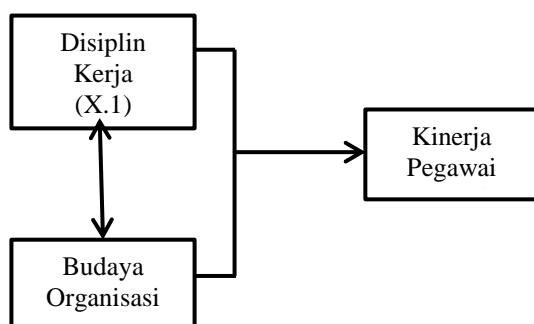 Disiplin
Kerja
(X.1)
Kinerja
Pegawai
Budaya
Organisasi